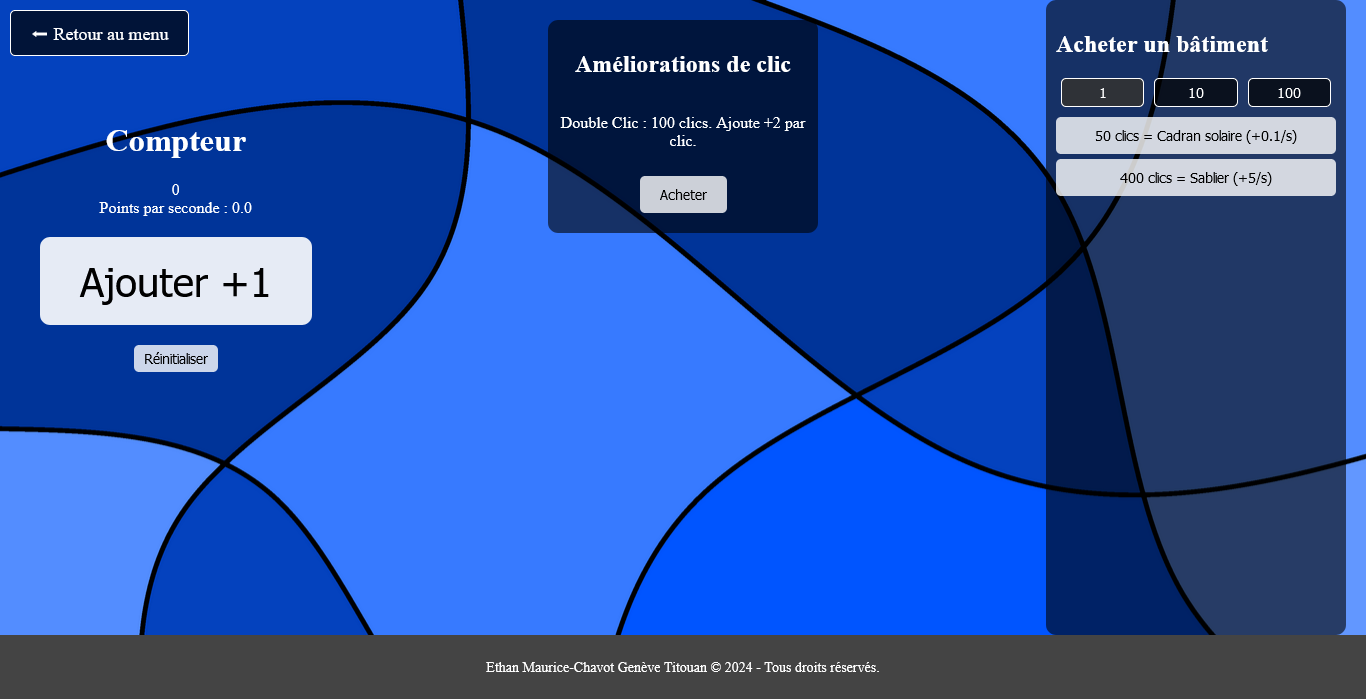 ⬅ Retour au menu
Compteur
0
Points par seconde : 0.0
Ajouter +1
Réinitialiser
Améliorations de clic
Double Clic : 100 clics. Ajoute +2 par
clic.
Acheter
Acheter un bâtiment
1 10 100
50 clics = Cadran solaire (+0.1/s)
400 clics = Sablier (+5/s)
Ethan Maurice-Chavot Genève Titouan © 2024 - Tous droits réservés.